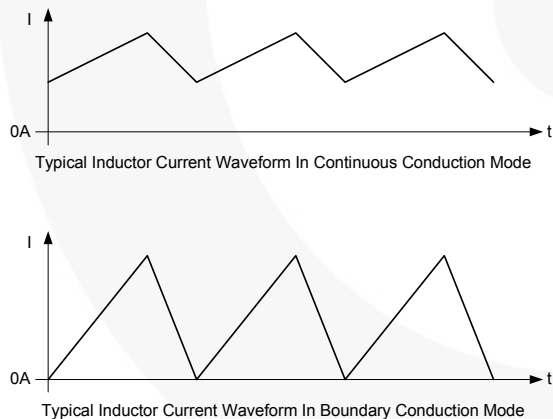 I
0A
t
Typical Inductor Current Waveform In Continuous Conduction Mode
I
0A
t
Typical Inductor Current Waveform In Boundary Conduction Mode